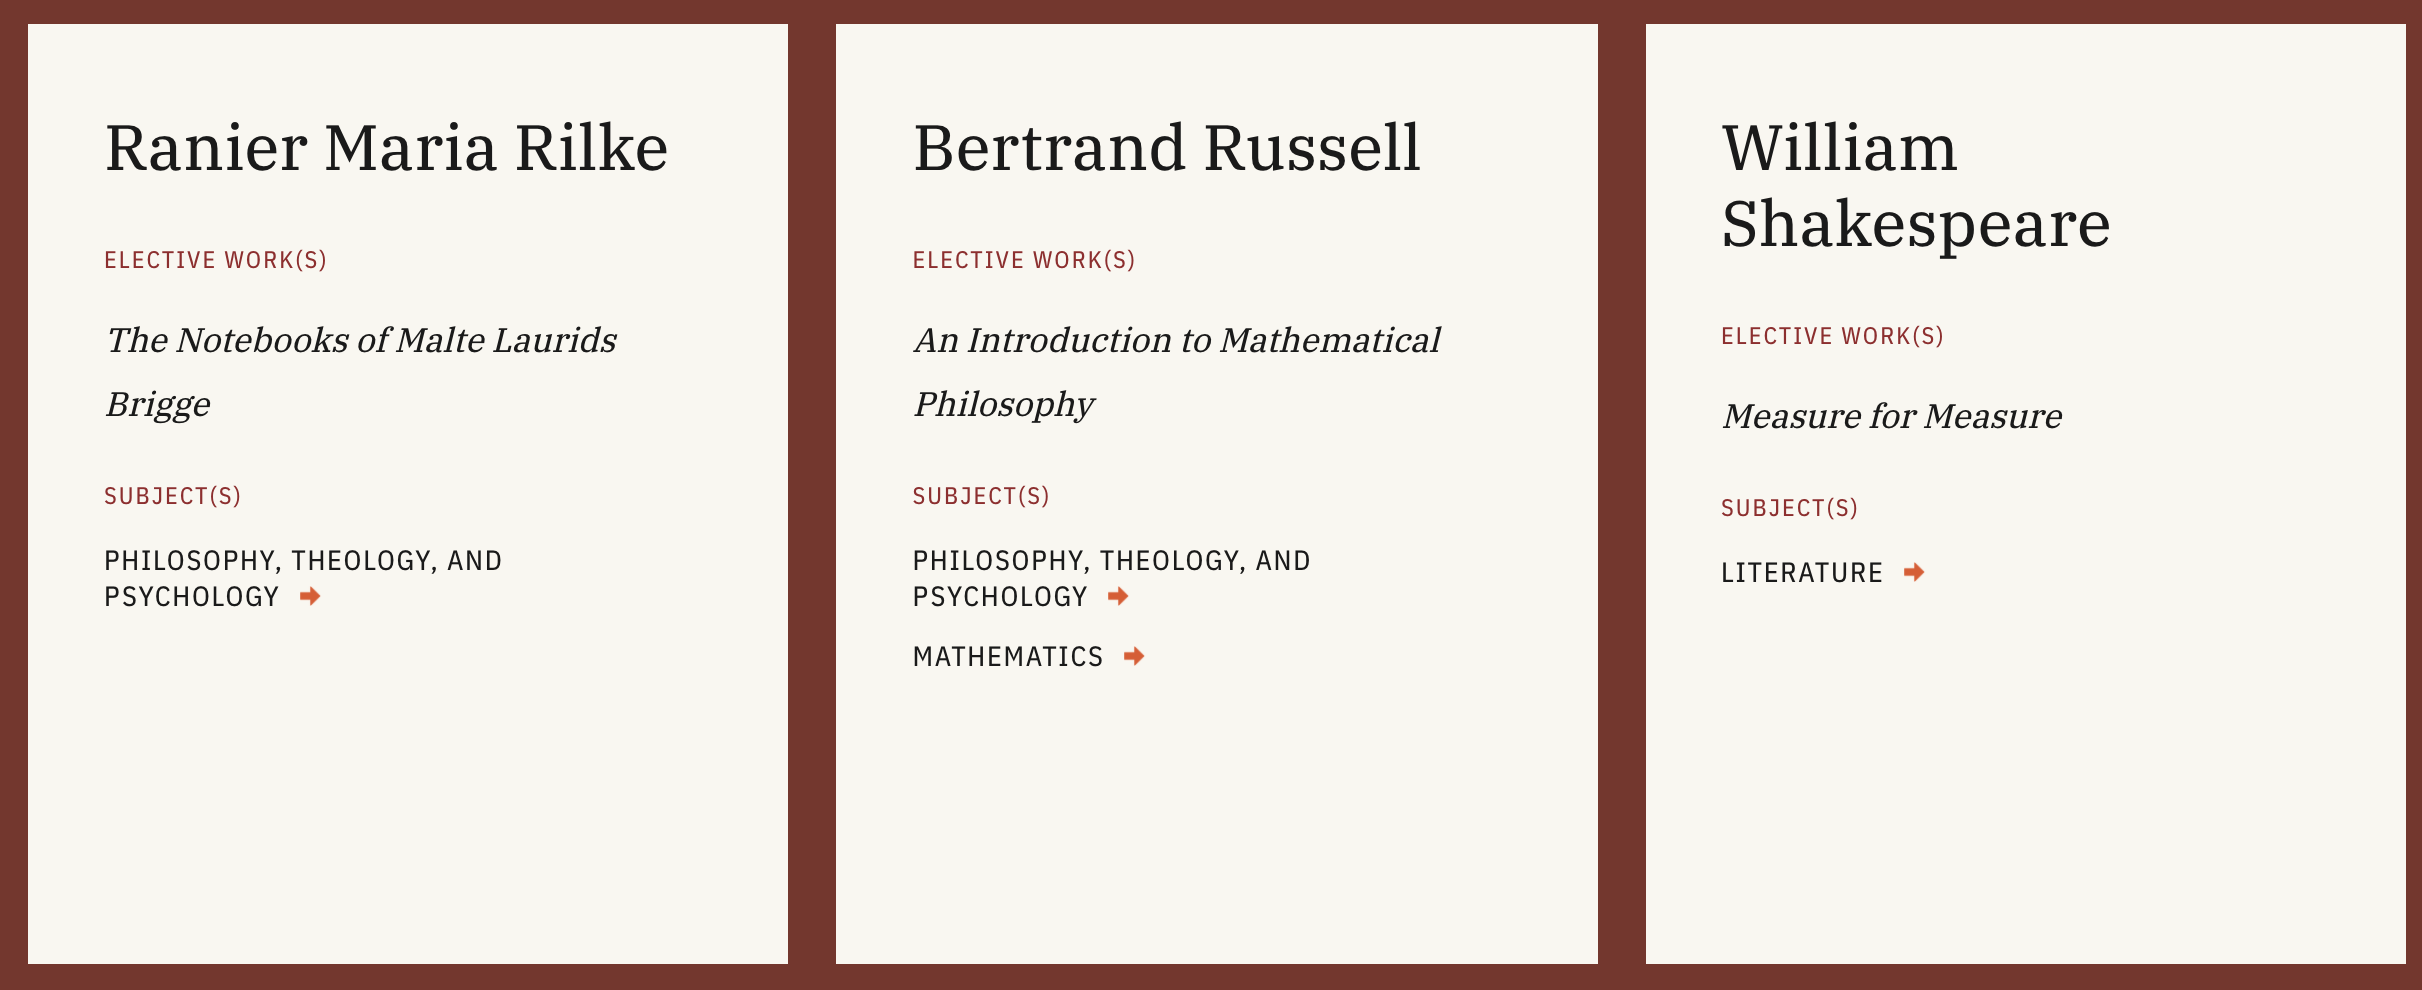 Ranier Maria Rilke
ELECTIVE WORK(S)
The Notebooks of Malte Laurids
Brigge
SUBJECT(S)
PHILOSOPHY, THEOLOGY, AND
PSYCHOLOGY
Bertrand Russell
ELECTIVE WORK(S)
An Introduction to Mathematical
Philosophy
SUBJECT(S)
PHILOSOPHY, THEOLOGY, AND
PSYCHOLOGY
MATHEMATICS
William
Shakespeare
ELECTIVE WORK(S)
Measure for Measure
SUBJECT(S)
LITERATURE